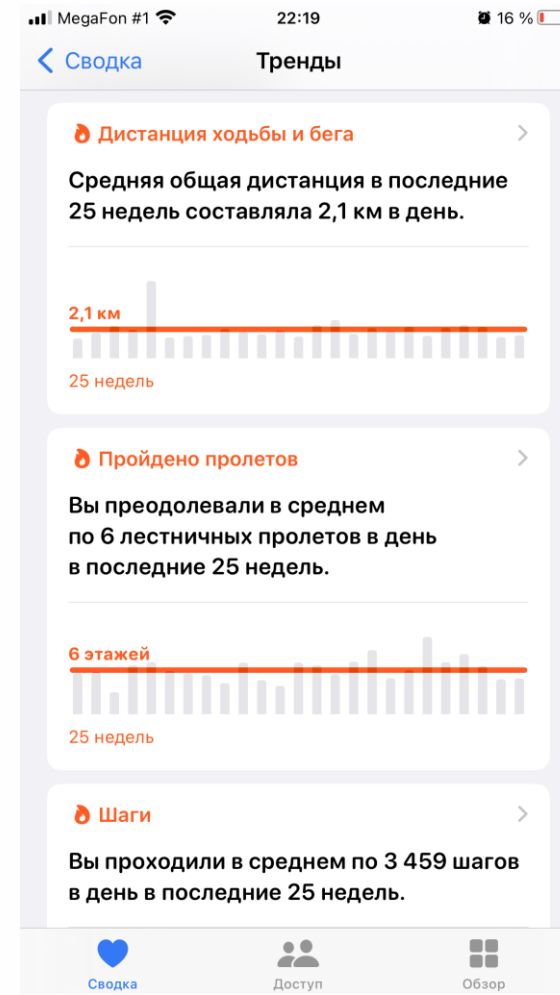 MegaFon #1 22:19 16 %
Сводка Тренды
Дистанция ходьбы и бега
Средняя общая дистанция в последние
25 недель составляла 2,1 км в день.
2,1 км
25 недель
Пройдено пролетов
Вы преодолевали в среднем
по 6 лестничных пролетов в день
в последние 25 недель.
6 этажей
25 недель
Шаги
Вы проходили в среднем по 3 459 шагов
в день в последние 25 недель.
Сводка Доступ Обзор